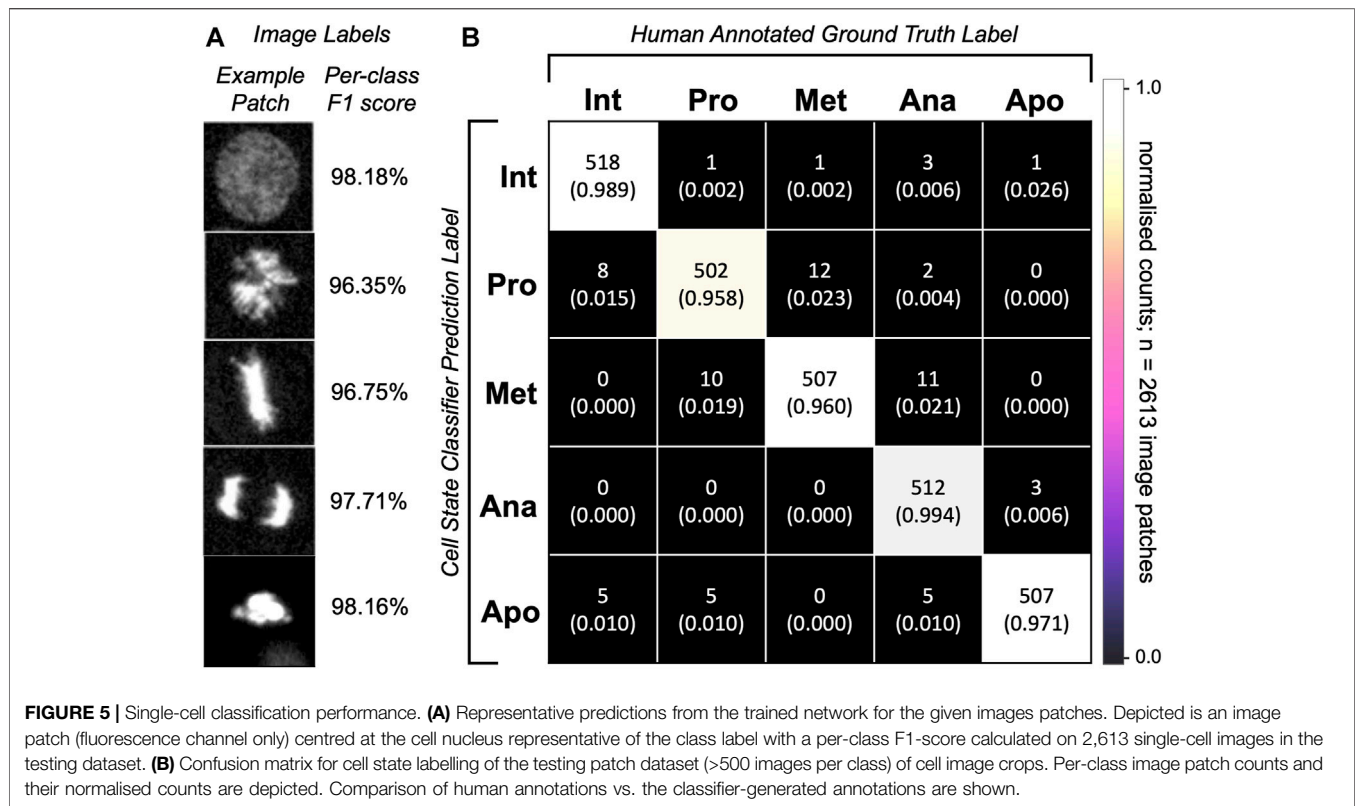 A Image Labels
Example Patch
Per-class F1 score
98.18%
96.35%
96.75%
97.71%
98.16%
B Human Annotated Ground Truth Label
Int Pro Met Ana Apo
Cell State Classifier Prediction Label
Int
518 1 1 3 1
(0.989) (0.002) (0.002) (0.006) (0.026)
Pro
8 502 12 2 0
(0.015) (0.958) (0.023) (0.004) (0.000)
Met
0 10 507 11 0
(0.000) (0.019) (0.960) (0.021) (0.000)
Ana
0 0 0 512 3
(0.000) (0.000) (0.000) (0.994) (0.006)
Apo
5 5 0 5 507
(0.010) (0.010) (0.000) (0.010) (0.971)
1.0
normalised counts; n = 2613 image patches
0.0
FIGURE 5 | Single-cell classification performance. (A) Representative predictions from the trained network for the given images patches. Depicted is an image
patch (fluorescence channel only) centred at the cell nucleus representative of the class label with a per-class F1-score calculated on 2,613 single-cell images in the
testing dataset. (B) Confusion matrix for cell state labelling of the testing patch dataset (>500 images per class) of cell image crops. Per-class image patch counts and
their normalised counts are depicted. Comparison of human annotations vs. the classifier-generated annotations are shown.